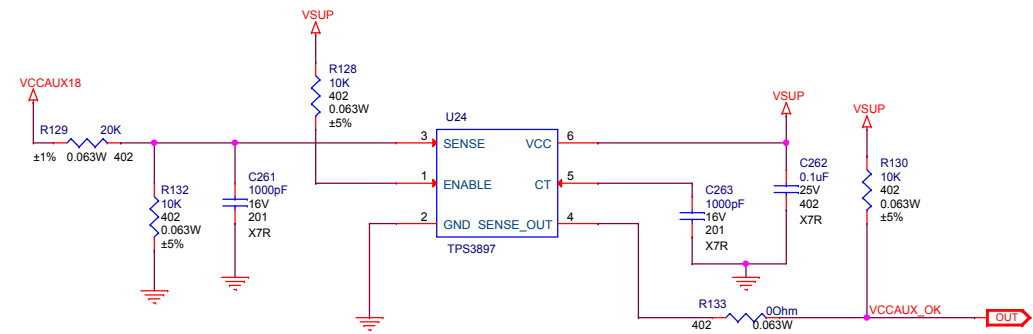 VSUP
VCCAUX18
R128
10K
402
0.063W
±5%
R129 20K
±1% 0.063W 402
R132
10K
402
0.063W
±5%
C261
1000pF
16V
201
X7R
U24
3 SENSE VCC 6
1 ENABLE CT 5
2 GND SENSE_OUT 4
TPS3897
C263
1000pF
16V
201
X7R
VSUP
C262
0.1uF
25V
402
X7R
VSUP
R130
10K
402
0.063W
±5%
R133 0Ohm
402 0.063W
VCCAUX_OK
OUT